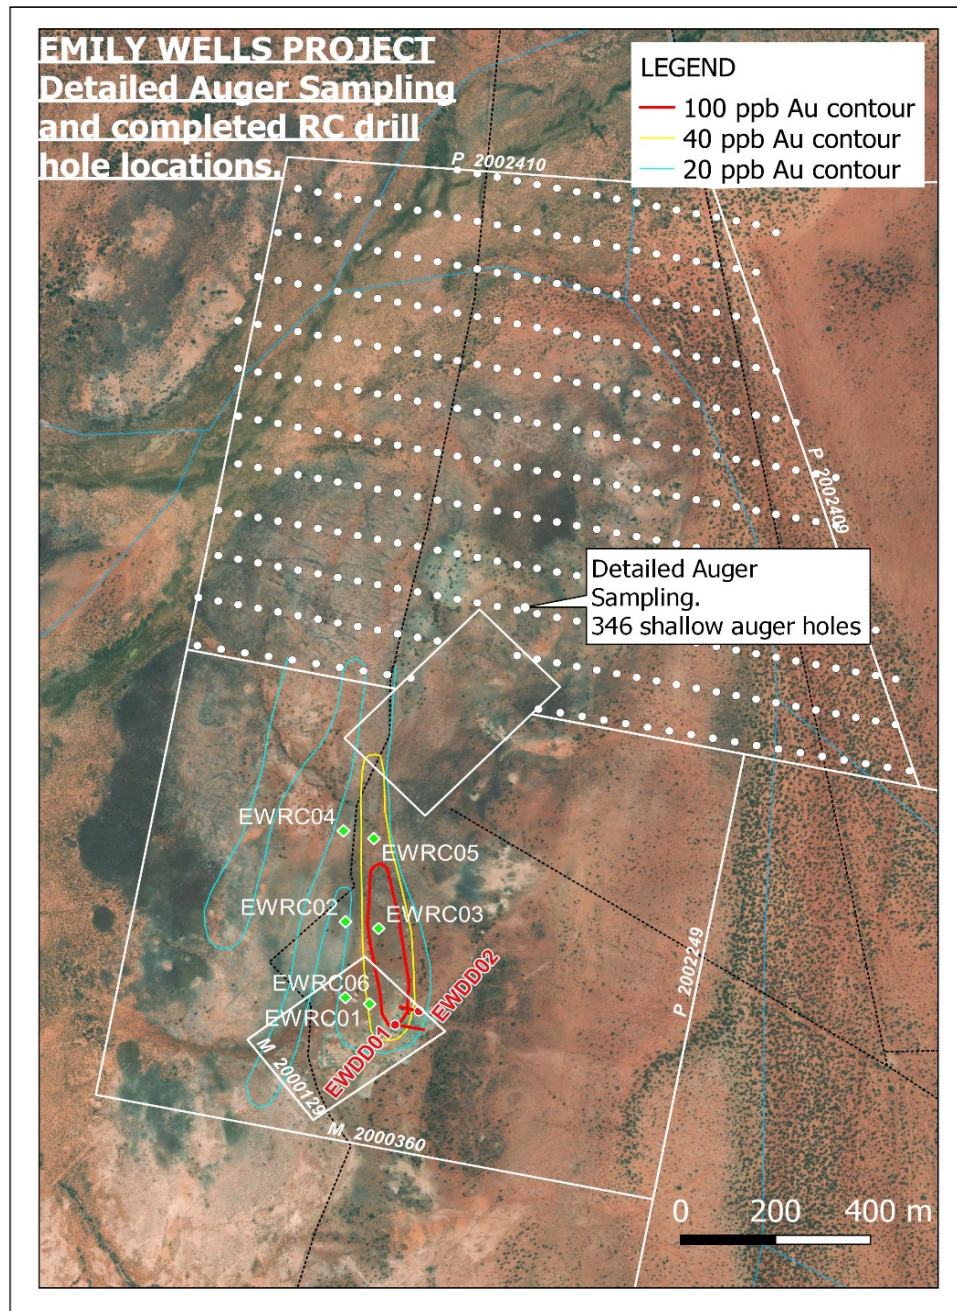 EMILY WELLS PROJECT
Detailed Auger Sampling
and completed RC drill
hole locations.
LEGEND
100 ppb Au contour
40 ppb Au contour
20 ppb Au contour
P 2002410
P 2002409
Detailed Auger
Sampling.
346 shallow auger holes
EWRC04
EWRC05
EWRC02
EWRC03
P 2002249
EWRC06
EWDD02
EWRC01
EWDD01
M 2000129
M 2000360
0 200 400 m